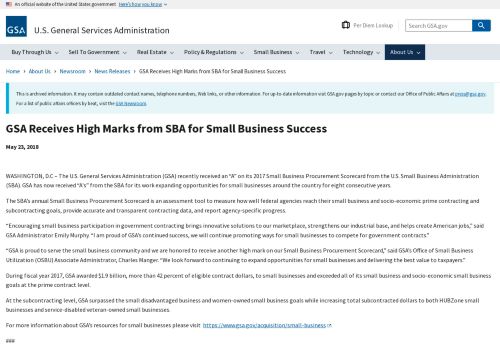 An official website of the United States government Here's how you know
GSA
U.S. General Services Administration
Per Diem Lookup
Search GSA.gov
Buy Through Us
Sell To Government
Real Estate
Policy & Regulations
Small Business
Travel
Technology
About Us
Home › About Us › Newsroom › News Releases › GSA Receives High Marks from SBA for Small Business Success
This is archived information. It may contain outdated contact names, telephone numbers, Web links, or other information. For up-to-date information visit GSA.gov pages by topic or contact our Office of Public Affairs at press@gsa.gov.
For a list of public affairs officers by beat, visit the GSA Newsroom.
GSA Receives High Marks from SBA for Small Business Success
May 23, 2018
WASHINGTON, D.C – The U.S. General Services Administration (GSA) recently received an “A” on its 2017 Small Business Procurement Scorecard from the U.S. Small Business Administration
(SBA). GSA has now received “A’s” from the SBA for its work expanding opportunities for small businesses around the country for eight consecutive years.
The SBA’s annual Small Business Procurement Scorecard is an assessment tool to measure how well federal agencies reach their small business and socio-economic prime contracting and
subcontracting goals, provide accurate and transparent contracting data, and report agency-specific progress.
“Encouraging small business participation in government contracting brings innovative solutions to our marketplace, strengthens our industrial base, and helps create American jobs,” said
GSA Administrator Emily Murphy. “I am proud of GSA’s continued success, we will continue promoting ways for small businesses to compete for government contracts.”
“GSA is proud to serve the small business community and we are honored to receive another high mark on our Small Business Procurement Scorecard,” said GSA’s Office of Small Business
Utilization (OSBU) Associate Administrator, Charles Manger. “We look forward to continuing to expand opportunities for small businesses and delivering the best value to taxpayers.”
During fiscal year 2017, GSA awarded $1.9 billion, more than 42 percent of eligible contract dollars, to small businesses and exceeded all of its small business and socio-economic small business
goals at the prime contract level.
At the subcontracting level, GSA surpassed the small disadvantaged business and women-owned small business goals while increasing total subcontracted dollars to both HUBZone small
businesses and service-disabled veteran-owned small businesses.
For more information about GSA’s resources for small businesses please visit https://www.gsa.gov/acquisition/small-business.
###